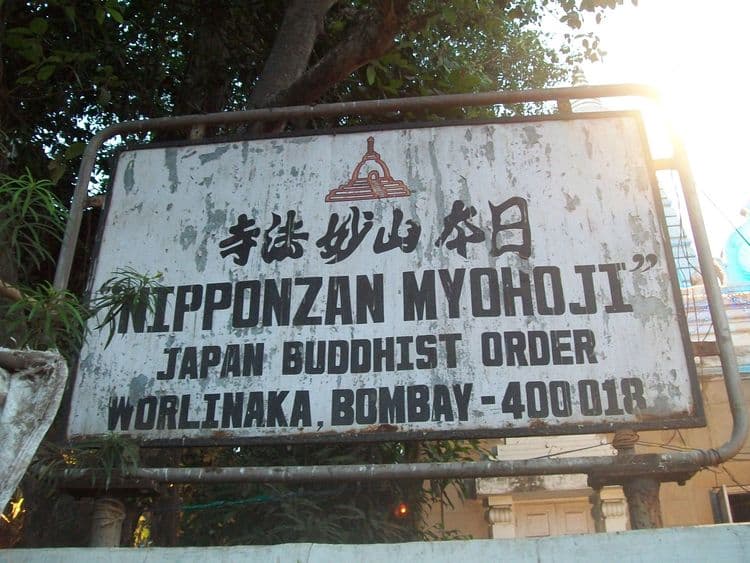 日本山妙法寺
"NIPPONZAN MYOHOJI"
JAPAN BUDDHIST ORDER
WORLINAKA, BOMBAY-400 018